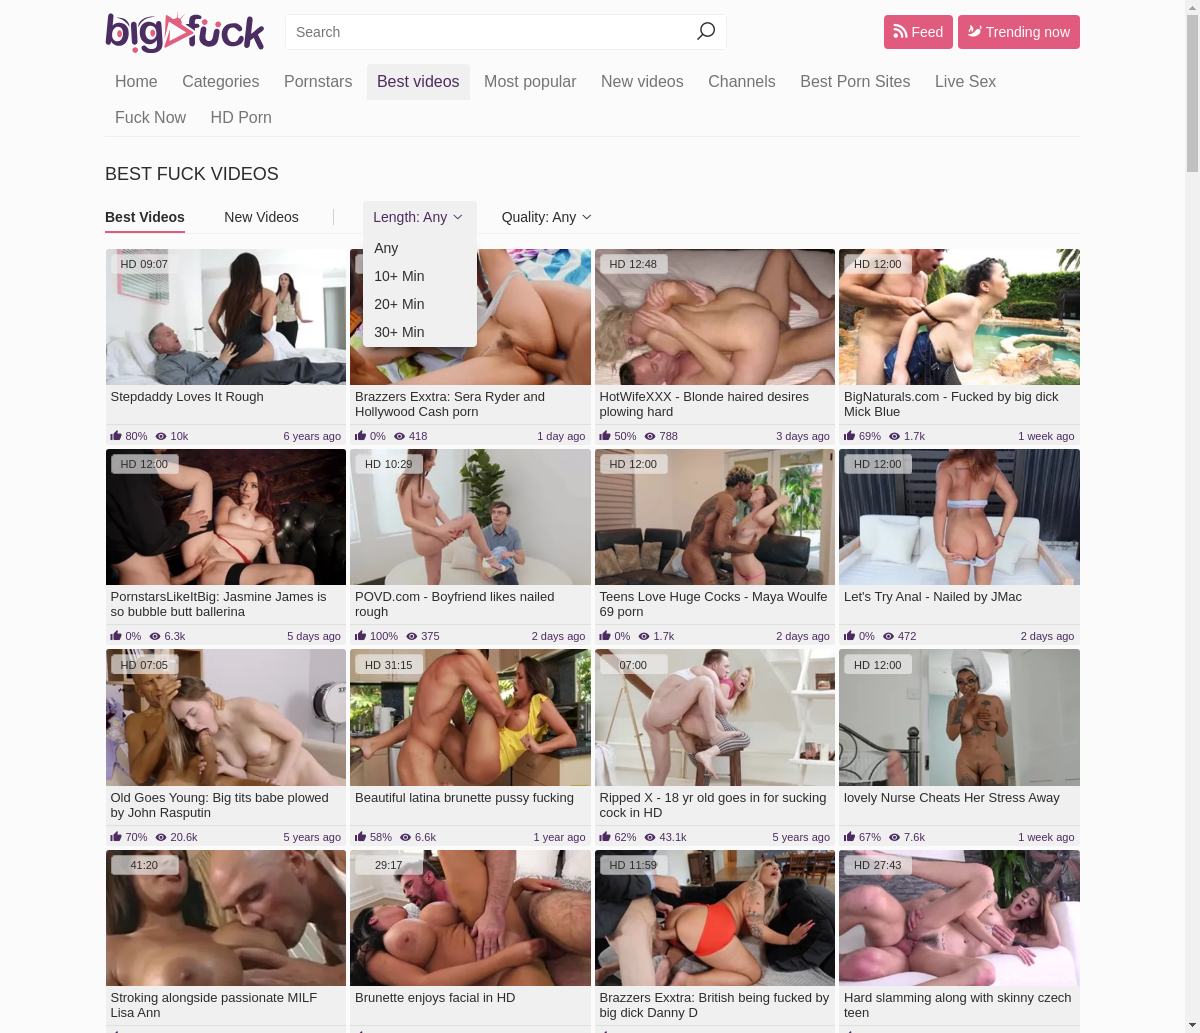 bigfuck
Search
Feed
Trending now
Home Categories Pornstars Best videos Most popular New videos Channels Best Porn Sites Live Sex
Fuck Now HD Porn
BEST FUCK VIDEOS
Best Videos New Videos Length: Any Quality: Any
Any
10+ Min
20+ Min
30+ Min
HD 09:07
HD 12:48
HD 12:00
Stepdaddy Loves It Rough
Brazzers Exxtra: Sera Ryder and
Hollywood Cash porn
HotWifeXXX - Blonde haired desires
plowing hard
BigNaturals.com - Fucked by big dick
Mick Blue
80% 10k 6 years ago
0% 418 1 day ago
50% 788 3 days ago
69% 1.7k 1 week ago
HD 12:00
HD 10:29
HD 12:00
HD 12:00
PornstarsLikeItBig: Jasmine James is
so bubble butt ballerina
POVD.com - Boyfriend likes nailed
rough
Teens Love Huge Cocks - Maya Woulfe
69 porn
Let's Try Anal - Nailed by JMac
0% 6.3k 5 days ago
100% 375 2 days ago
0% 1.7k 2 days ago
0% 472 2 days ago
HD 07:05
HD 31:15
07:00
HD 12:00
Old Goes Young: Big tits babe plowed
by John Rasputin
Beautiful latina brunette pussy fucking
Ripped X - 18 yr old goes in for sucking
cock in HD
lovely Nurse Cheats Her Stress Away
70% 20.6k 5 years ago
58% 6.6k 1 year ago
62% 43.1k 5 years ago
67% 7.6k 1 week ago
41:20
29:17
HD 11:59
HD 27:43
Stroking alongside passionate MILF
Lisa Ann
Brunette enjoys facial in HD
Brazzers Exxtra: British being fucked by
big dick Danny D
Hard slamming along with skinny czech
teen